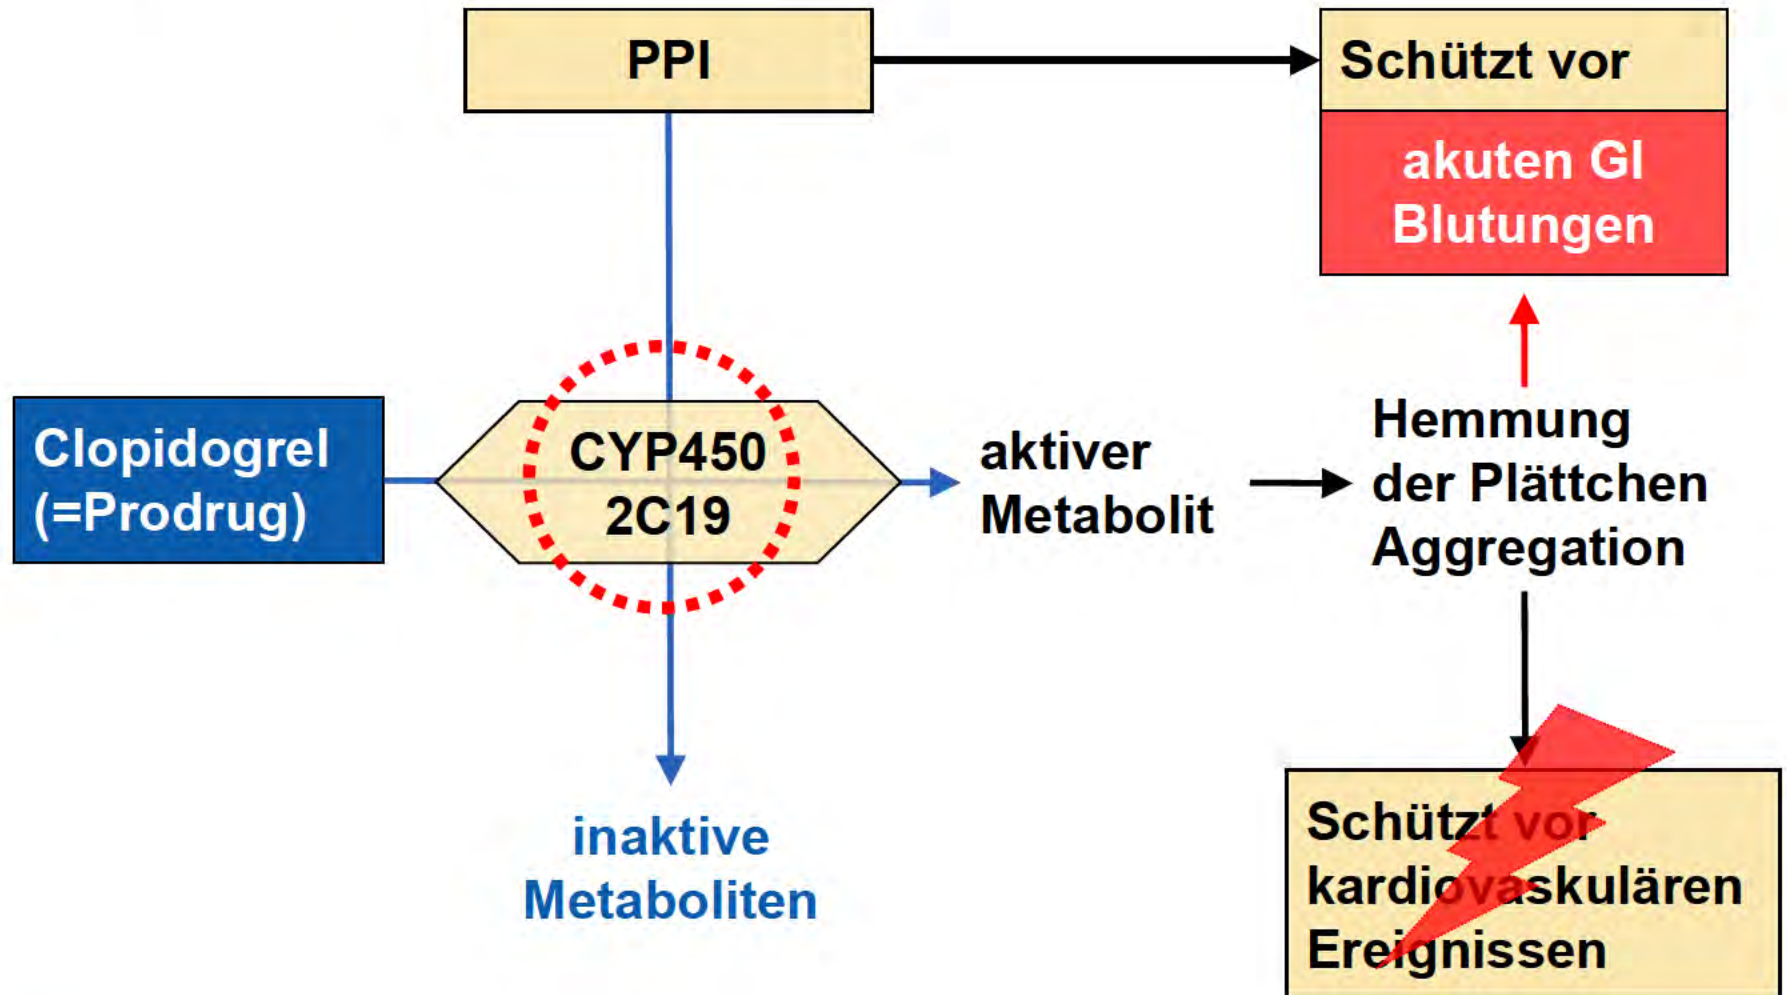 PPI
Schützt vor
akuten GI
Blutungen
Clopidogrel
(=Prodrug)
CYP450
2C19
aktiver
Metabolit
Hemmung
der Plättchen
Aggregation
inaktive
Metaboliten
Schützt vor
kardiovaskulären
Ereignissen